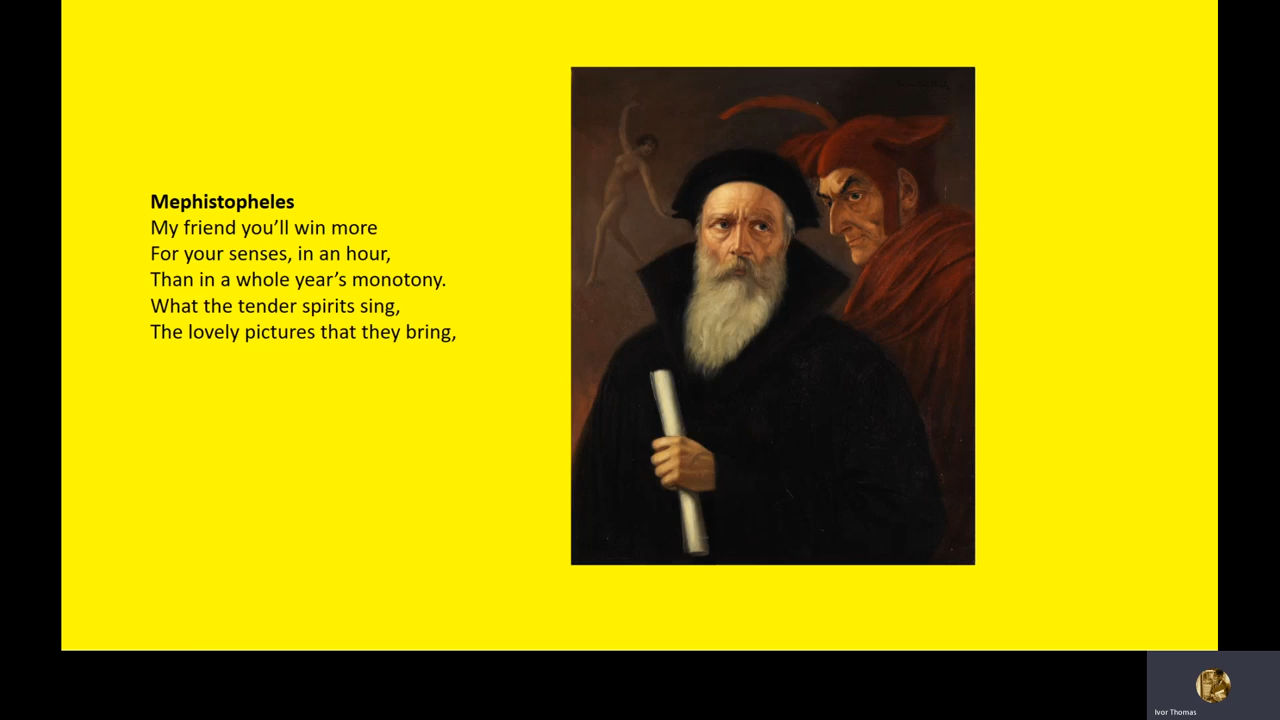 Mephistopheles
My friend you’ll win more
For your senses, in an hour,
Than in a whole year’s monotony.
What the tender spirits sing,
The lovely pictures that they bring,
Ivor Thomas